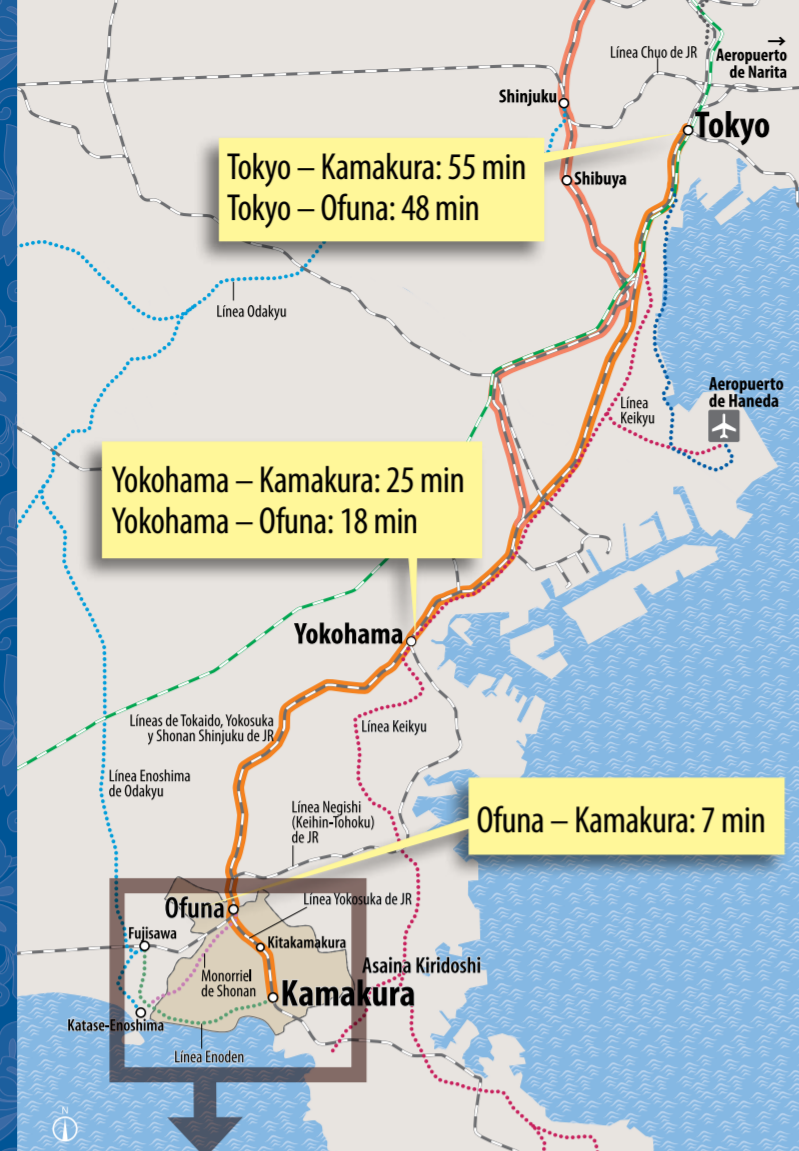 Línea Chuo de JR
→
Aeropuerto
de Narita
Shinjuku
Tokyo
Tokyo – Kamakura: 55 min
Tokyo – Ofuna: 48 min
Shibuya
Línea Odakyu
Aeropuerto
de Haneda
Línea
Keikyu
Yokohama – Kamakura: 25 min
Yokohama – Ofuna: 18 min
Yokohama
Líneas de Tokaido, Yokosuka
y Shonan Shinjuku de JR
Línea Keikyu
Línea Enoshima
de Odakyu
Línea Negishi
(Keihin-Tohoku)
de JR
Ofuna – Kamakura: 7 min
Línea Yokosuka de JR
Ofuna
Fujisawa
Kitakamakura
Asaina Kiridoshi
Monorriel
de Shonan
Kamakura
Katase-Enoshima
Línea Enoden
N